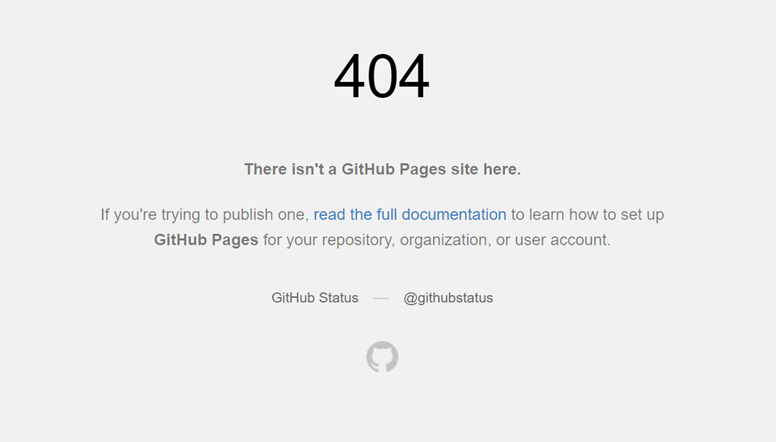 404
There isn't a GitHub Pages site here.
If you're trying to publish one, read the full documentation to learn how to set up
GitHub Pages for your repository, organization, or user account.
GitHub Status — @githubstatus